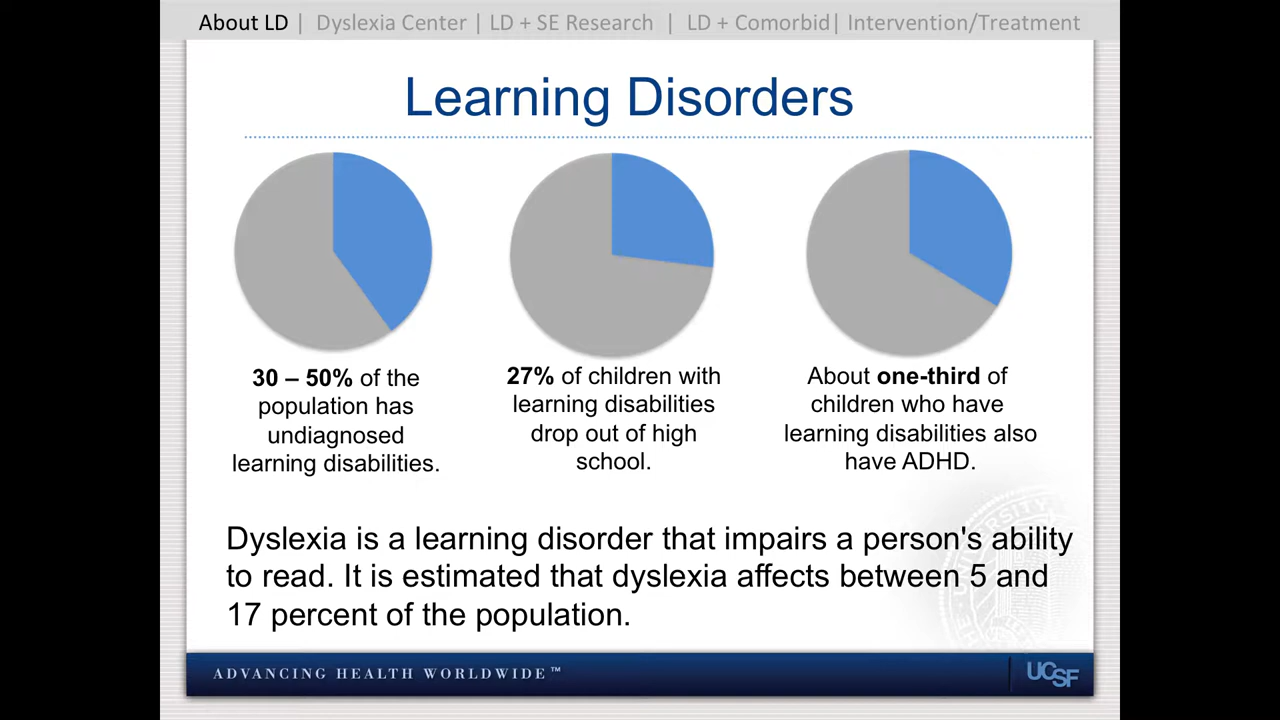 About LD | Dyslexia Center | LD + SE Research | LD + Comorbid| Intervention/Treatment
Learning Disorders
30 – 50% of the
population has
undiagnosed
learning disabilities.
27% of children with
learning disabilities
drop out of high
school.
About one-third of
children who have
learning disabilities also
have ADHD.
Dyslexia is a learning disorder that impairs a person's ability
to read. It is estimated that dyslexia affects between 5 and
17 percent of the population.
ADVANCING HEALTH WORLDWIDE™
UCSF